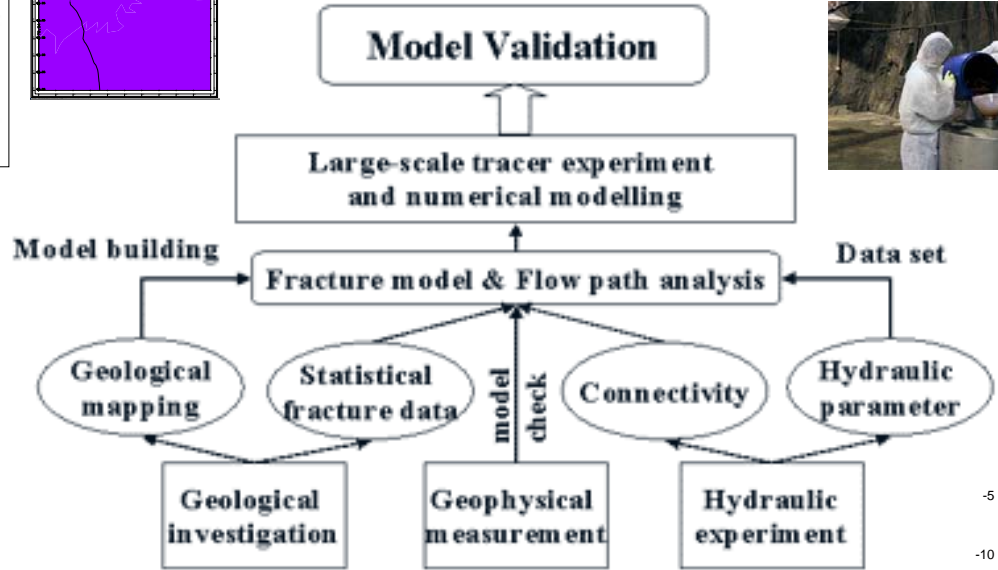 Model Validation
Large-scale tracer experiment
and numerical modelling
Model building
Data set
Fracture model & Flow path analysis
Geological
mapping
Statistical
fracture data
model
check
Connectivity
Hydraulic
parameter
Geological
investigation
Geophysical
measurement
Hydraulic
experiment
-5
-10